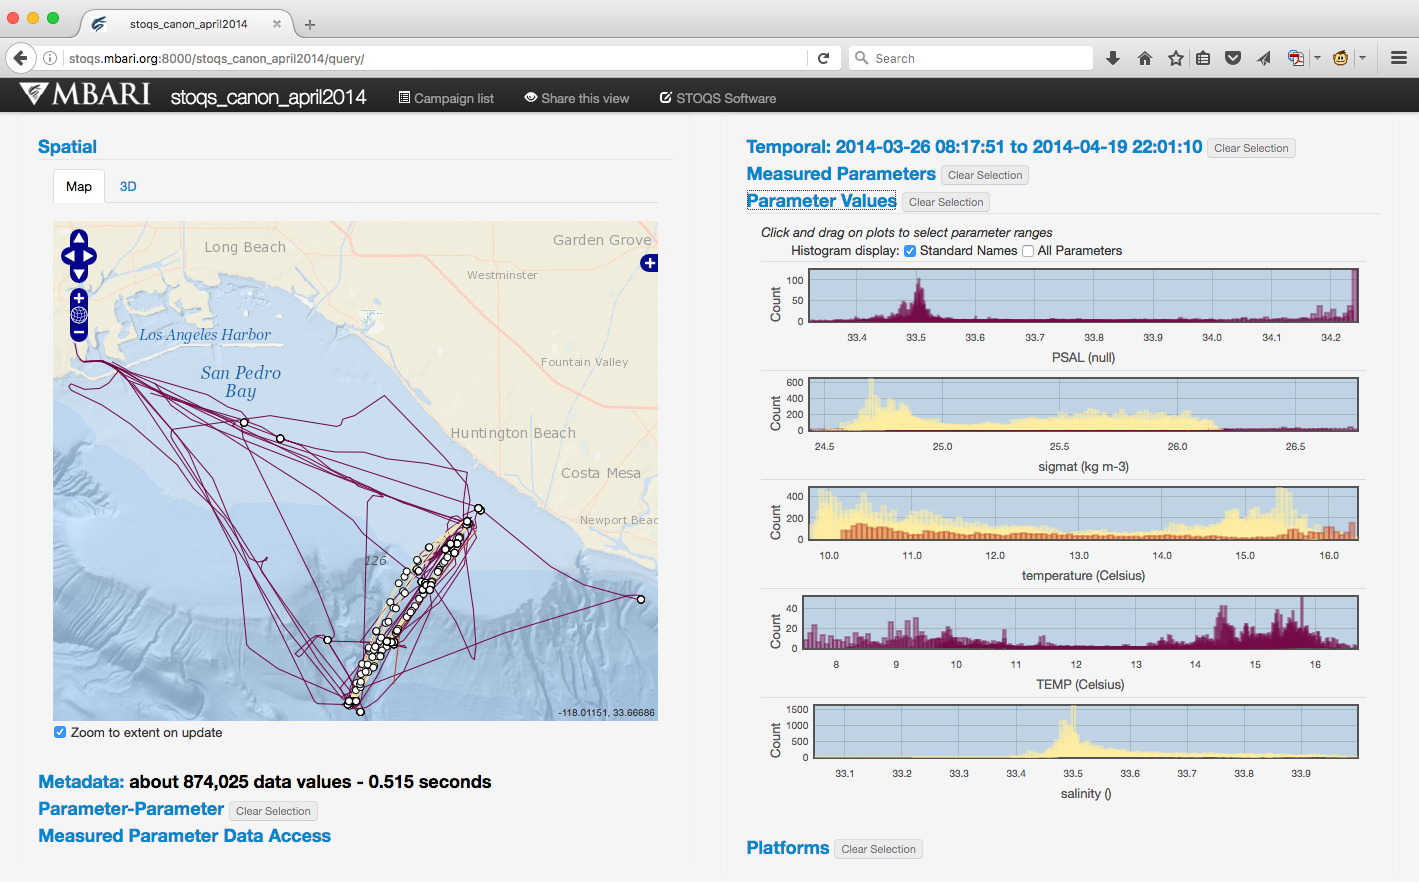 stoqs_canon_april2014
stoqs.mbari.org:8000/stoqs_canon_april2014/query/
Search
MBARI stoqs_canon_april2014 Campaign list Share this view STOQS Software
Spatial
Map 3D
Long Beach
Garden Grove
Westminster
Los Angeles Harbor
Fountain Valley
San Pedro
Bay
Huntington Beach
Costa Mesa
Newport Beac
126
-118.01151, 33.66686
Zoom to extent on update
Metadata: about 874,025 data values - 0.515 seconds
Parameter-Parameter Clear Selection
Measured Parameter Data Access
Temporal: 2014-03-26 08:17:51 to 2014-04-19 22:01:10 Clear Selection
Measured Parameters Clear Selection
Parameter Values Clear Selection
Click and drag on plots to select parameter ranges
Histogram display: Standard Names All Parameters
Count
100
50
0
33.4 33.5 33.6 33.7 33.8 33.9 34.0 34.1 34.2
PSAL (null)
Count
600
400
200
0
24.5 25.0 25.5 26.0 26.5
sigmat (kg m-3)
Count
400
200
0
10.0 11.0 12.0 13.0 14.0 15.0 16.0
temperature (Celsius)
Count
40
20
0
8 9 10 11 12 13 14 15 16
TEMP (Celsius)
Count
1500
1000
500
0
33.1 33.2 33.3 33.4 33.5 33.6 33.7 33.8 33.9
salinity ()
Platforms Clear Selection